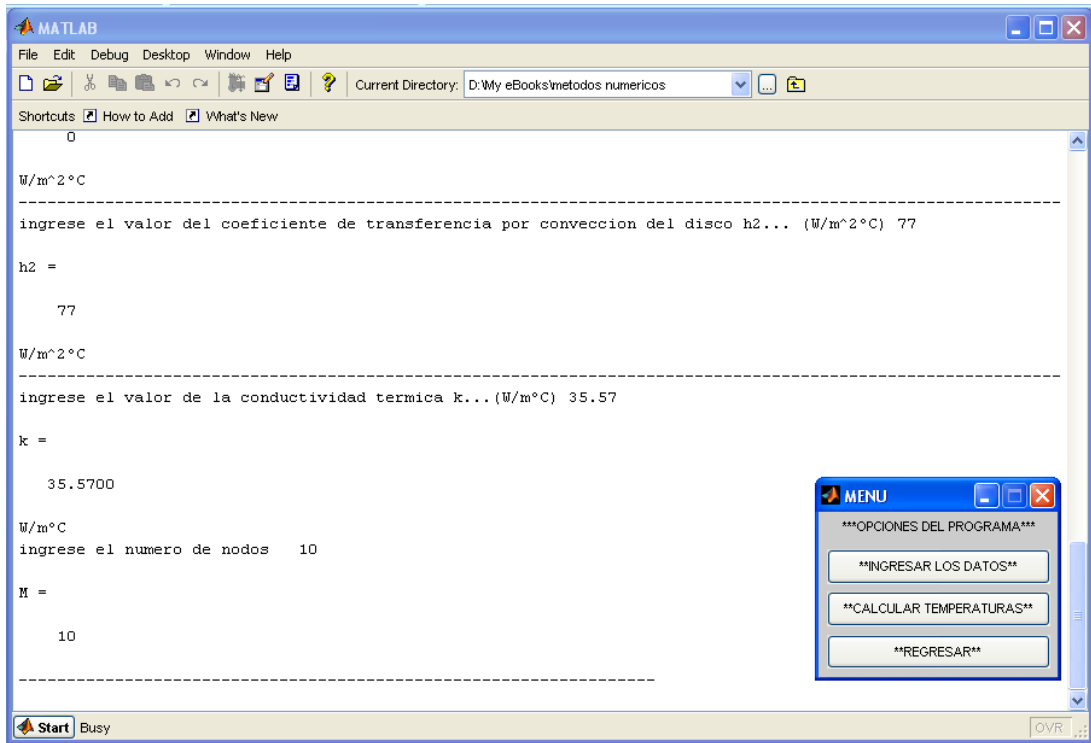 MATLAB
File Edit Debug Desktop Window Help
Current Directory: D:\My eBooks\metodos numericos
Shortcuts How to Add What's New
0
W/m^2°C
--------------------------------------------------------------------------------------------------------------
ingrese el valor del coeficiente de transferencia por conveccion del disco h2... (W/m^2°C) 77
h2 =
77
W/m^2°C
--------------------------------------------------------------------------------------------------------------
ingrese el valor de la conductividad termica k...(W/m°C) 35.57
k =
35.5700
W/m°C
ingrese el numero de nodos 10
M =
10
-------------------------------------------------------------------
MENU
***OPCIONES DEL PROGRAMA***
**INGRESAR LOS DATOS**
**CALCULAR TEMPERATURAS**
**REGRESAR**
Start Busy
OVR